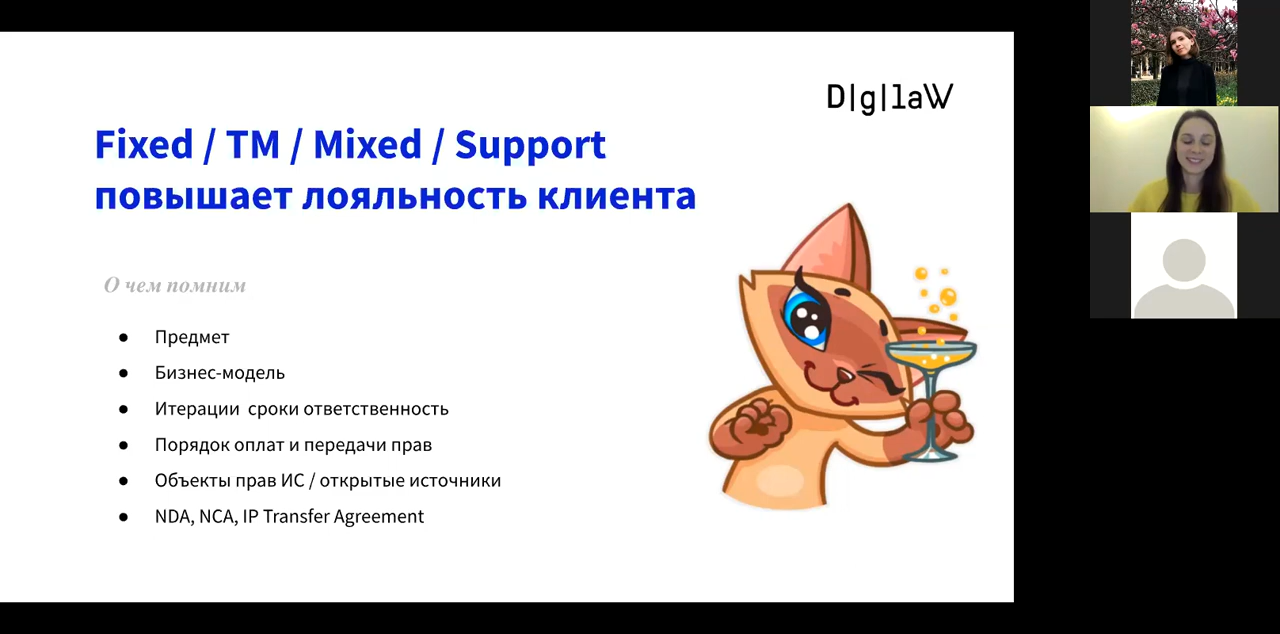 D|g|laW
Fixed / TM / Mixed / Support
повышает лояльность клиента
О чем помним
● Предмет
● Бизнес-модель
● Итерации сроки ответственность
● Порядок оплат и передачи прав
● Объекты прав ИС / открытые источники
● NDA, NCA, IP Transfer Agreement